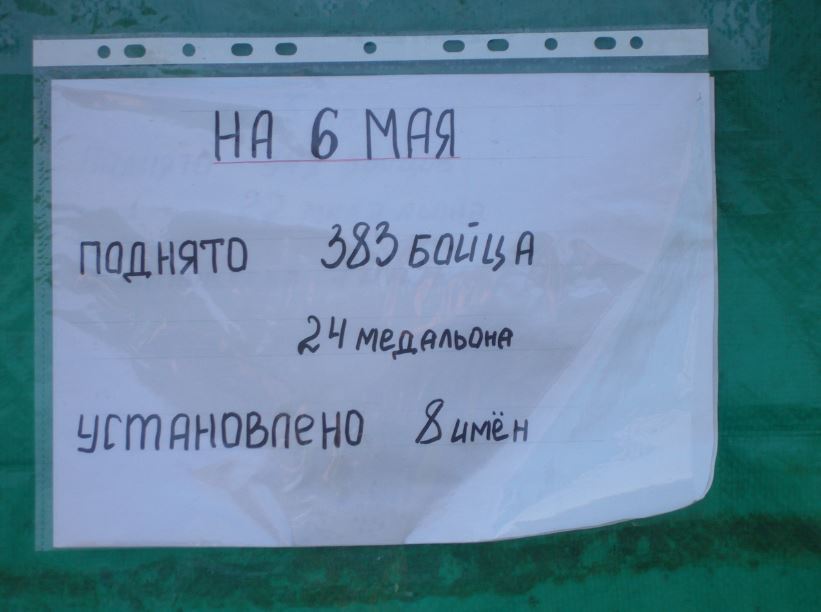 НА 6 МАЯ
ПОДНЯТО 383 БОЙЦА
24 медальона
УСТАНОВЛЕНО 8 имён